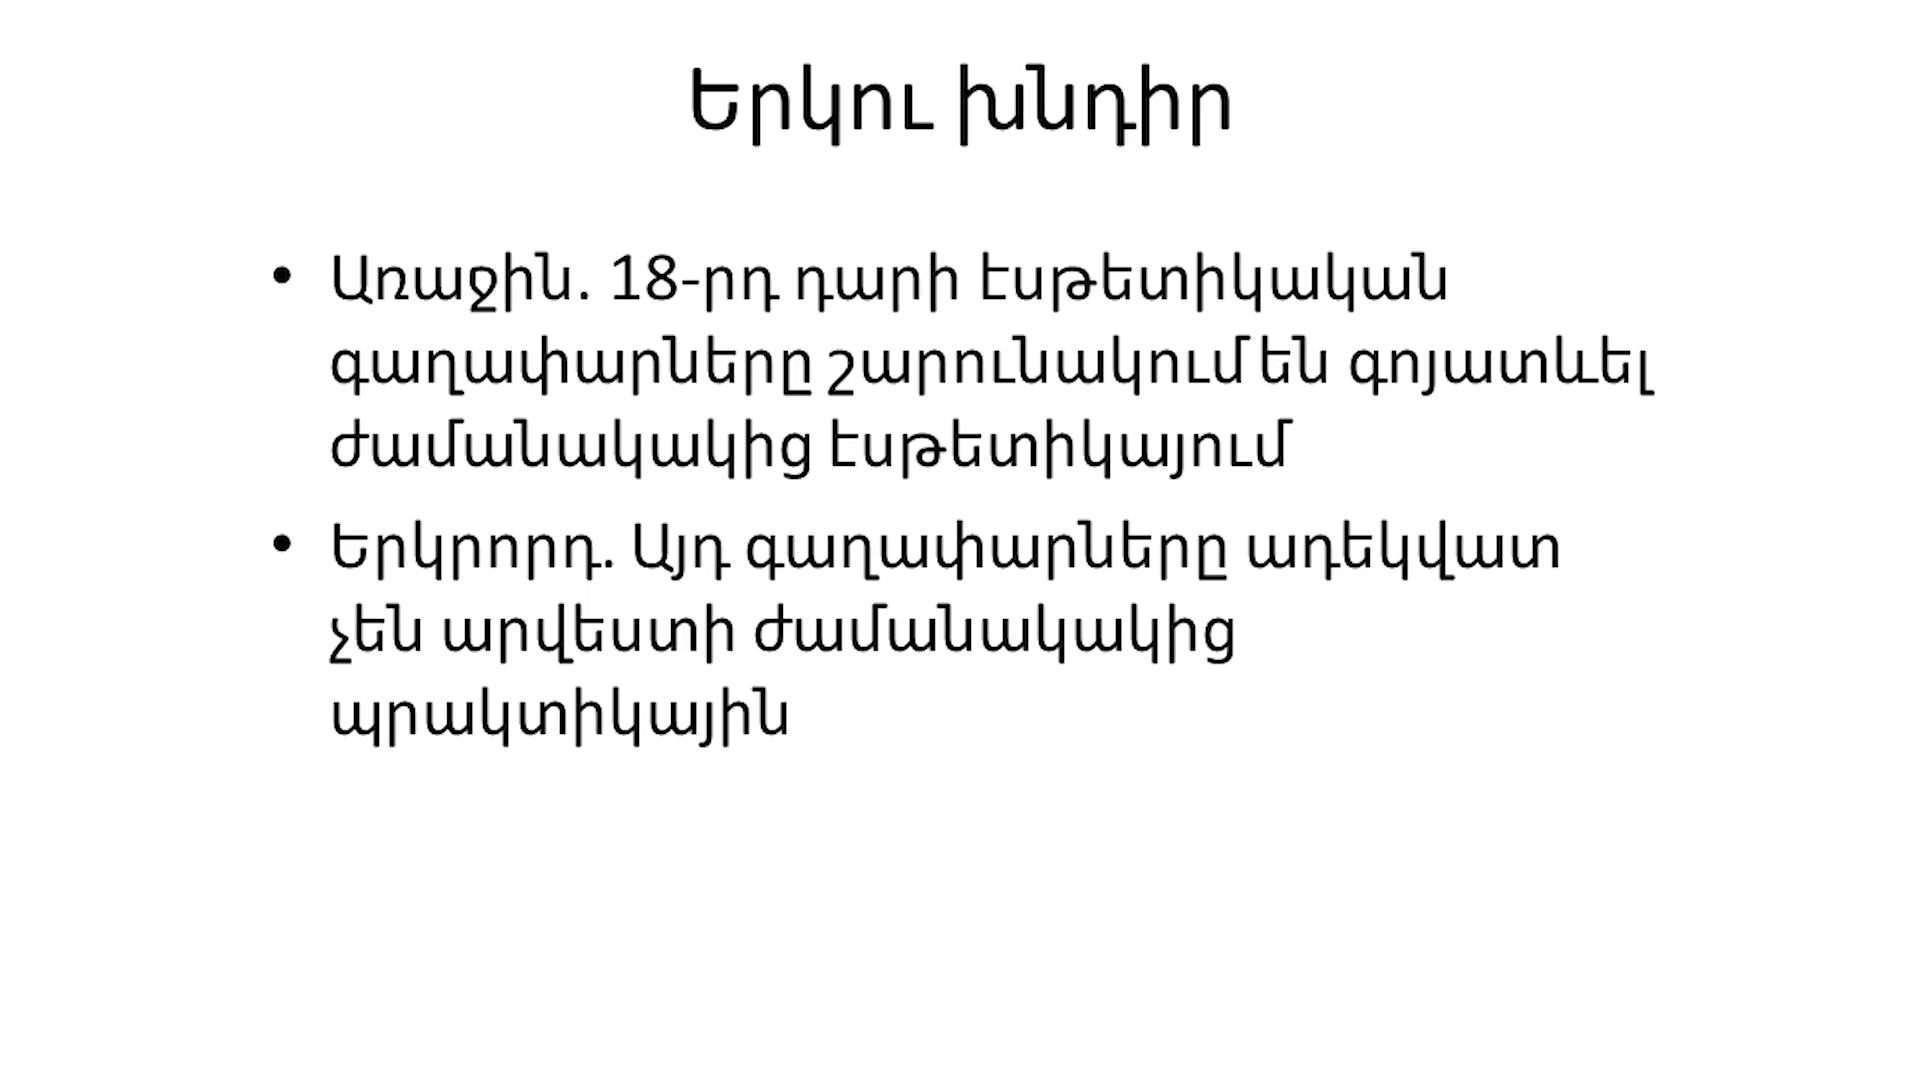 Երկու խնդիր
• Առաջին. 18-րդ դարի էսթետիկական
գաղափարները շարունակում են գոյատևել
ժամանակակից էսթետիկայում
• Երկրորդ. Այդ գաղափարները ադեկվատ
չեն արվեստի ժամանակակից
պրակտիկային